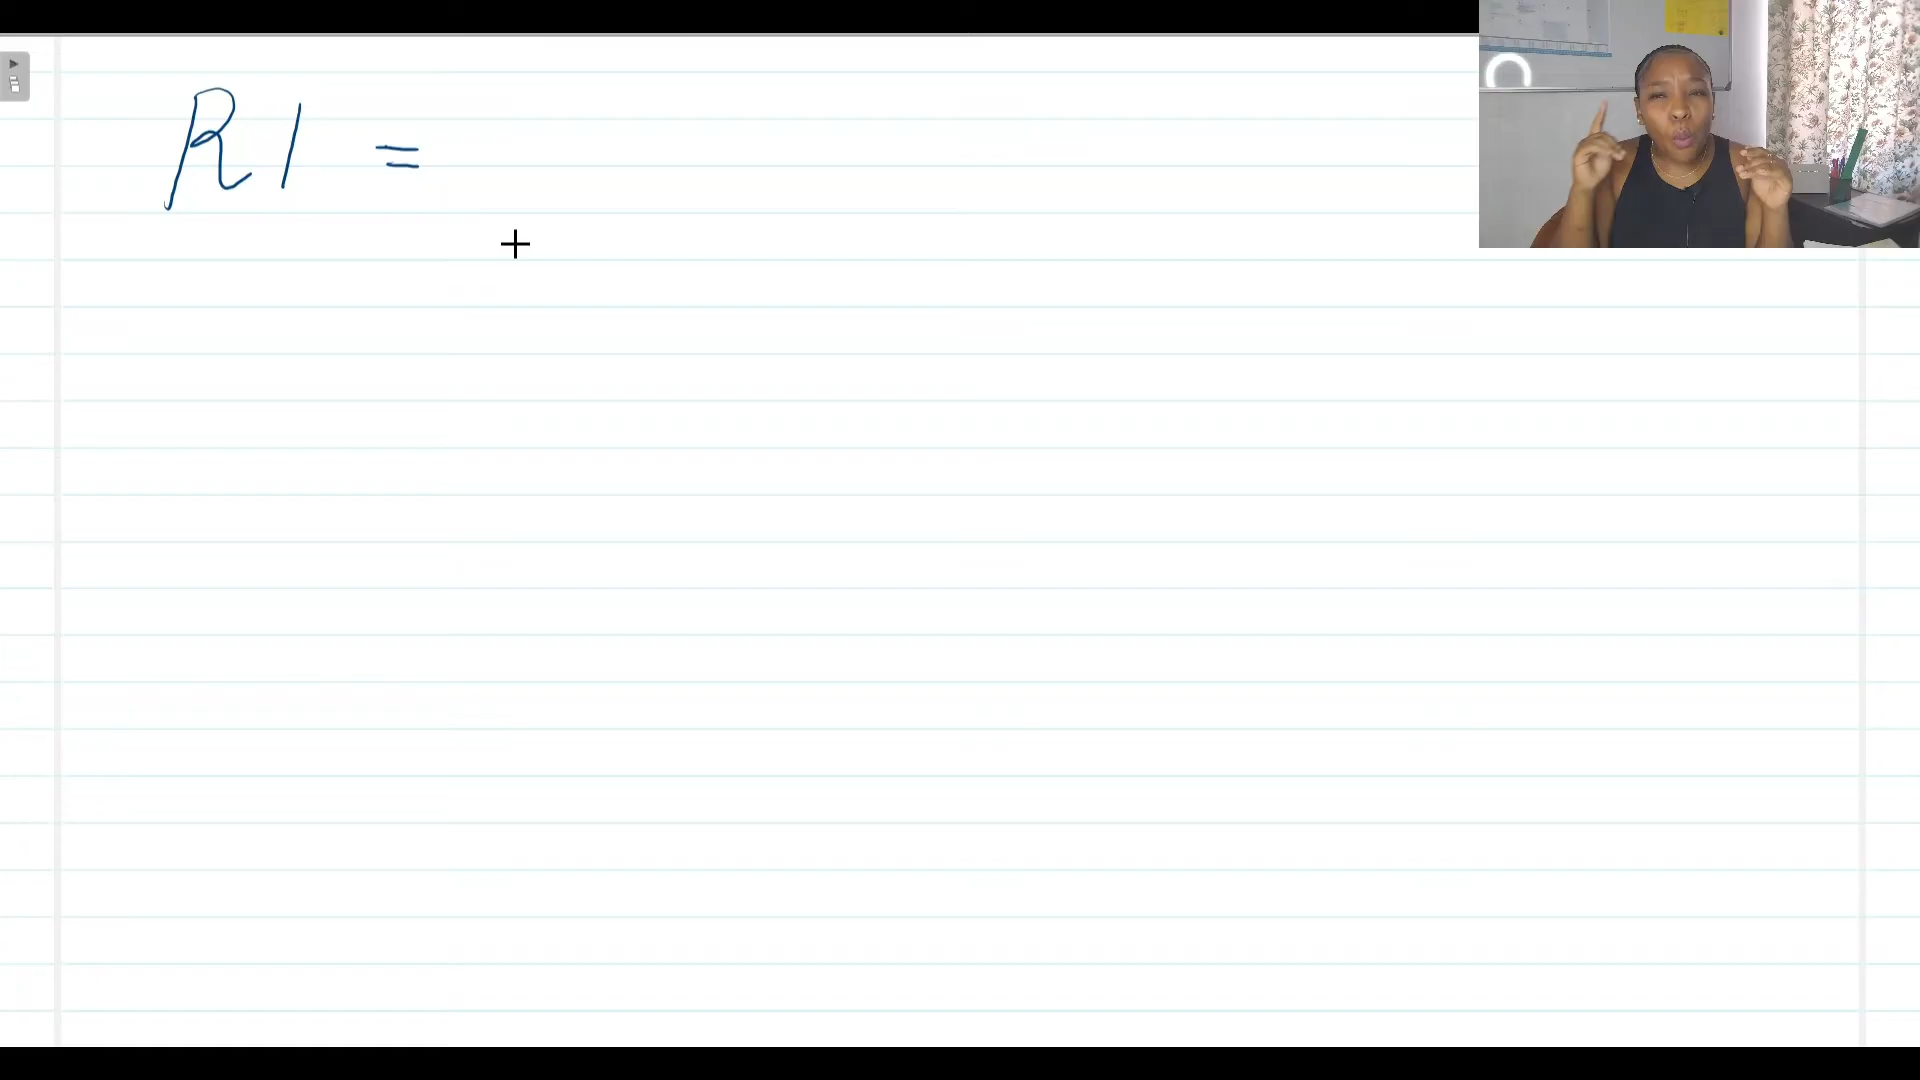 R1 =